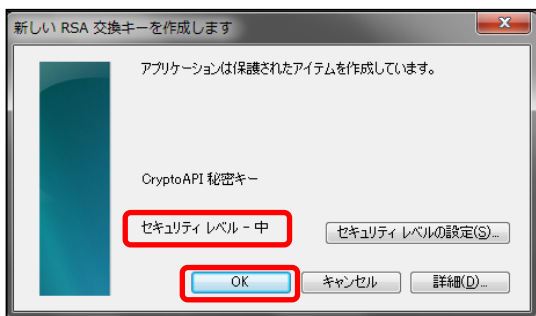 新しい RSA 交換キーを作成します
アプリケーションは保護されたアイテムを作成しています。
CryptoAPI 秘密キー
セキュリティ レベル - 中
セキュリティ レベルの設定(S)...
OK
キャンセル
詳細(D)...